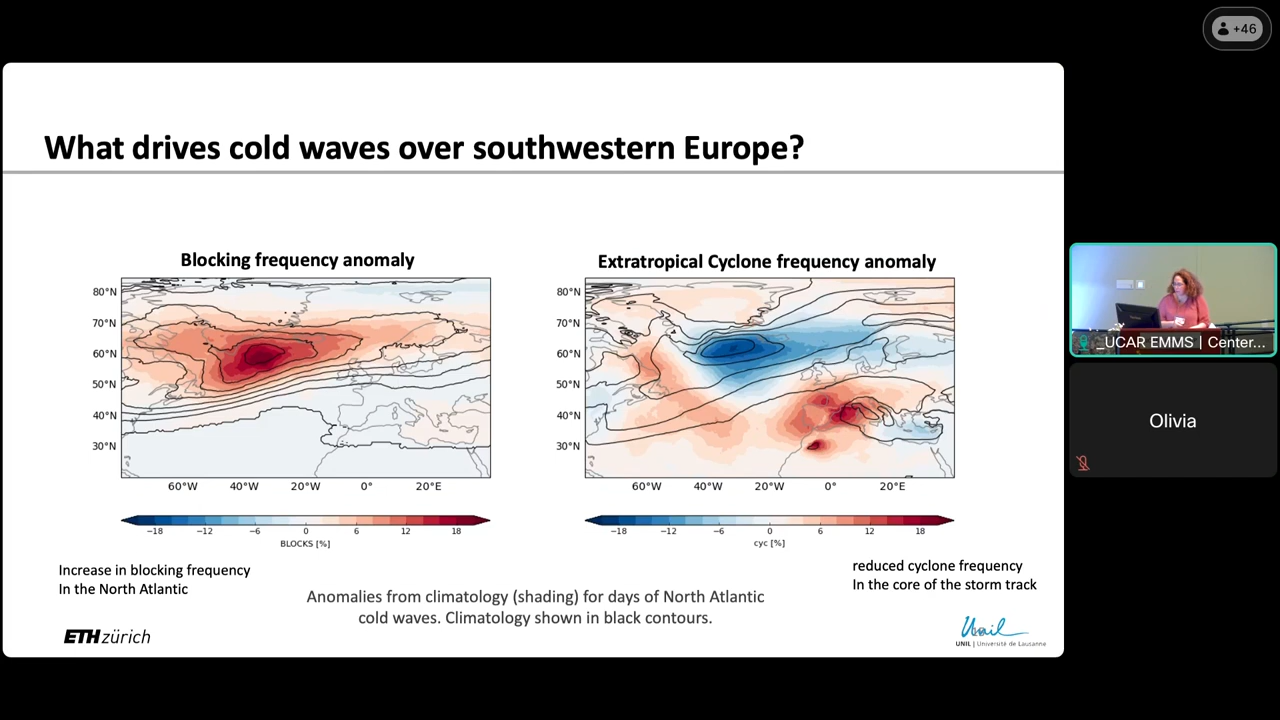 +46
What drives cold waves over southwestern Europe?
Blocking frequency anomaly
80°N
70°N
60°N
50°N
40°N
30°N
60°W 40°W 20°W 0° 20°E
−18 −12 −6 0 6 12 18
BLOCKS [%]
Extratropical Cyclone frequency anomaly
80°N
70°N
60°N
50°N
40°N
30°N
60°W 40°W 20°W 0° 20°E
−18 −12 −6 0 6 12 18
cyc [%]
Increase in blocking frequency
In the North Atlantic
reduced cyclone frequency
In the core of the storm track
Anomalies from climatology (shading) for days of North Atlantic
cold waves. Climatology shown in black contours.
ETH zürich
Unil
UNIL | Université de Lausanne
_UCAR EMMS | Center...
Olivia